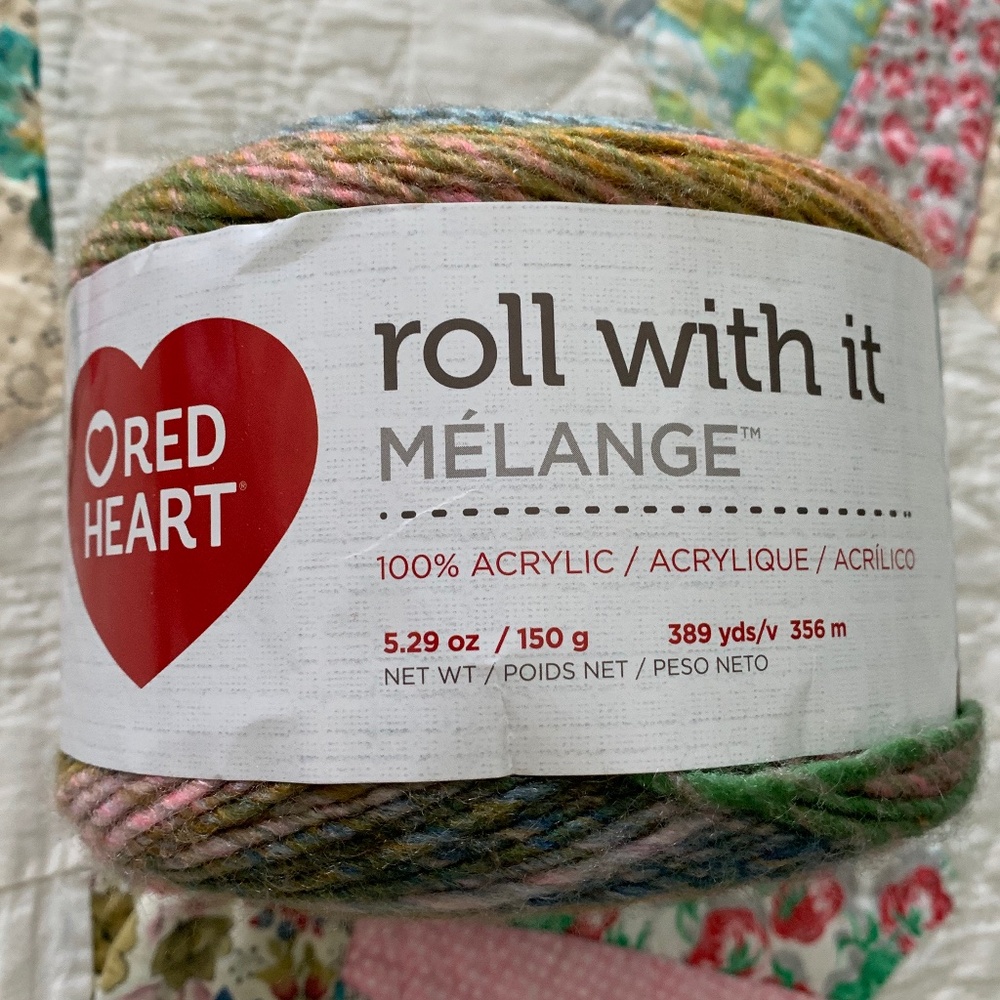 RED
HEART®
roll with it
MÉLANGE™
100% ACRYLIC / ACRYLIQUE / ACRÍLICO
5.29 oz / 150 g 389 yds/v 356 m
NET WT / POIDS NET / PESO NETO